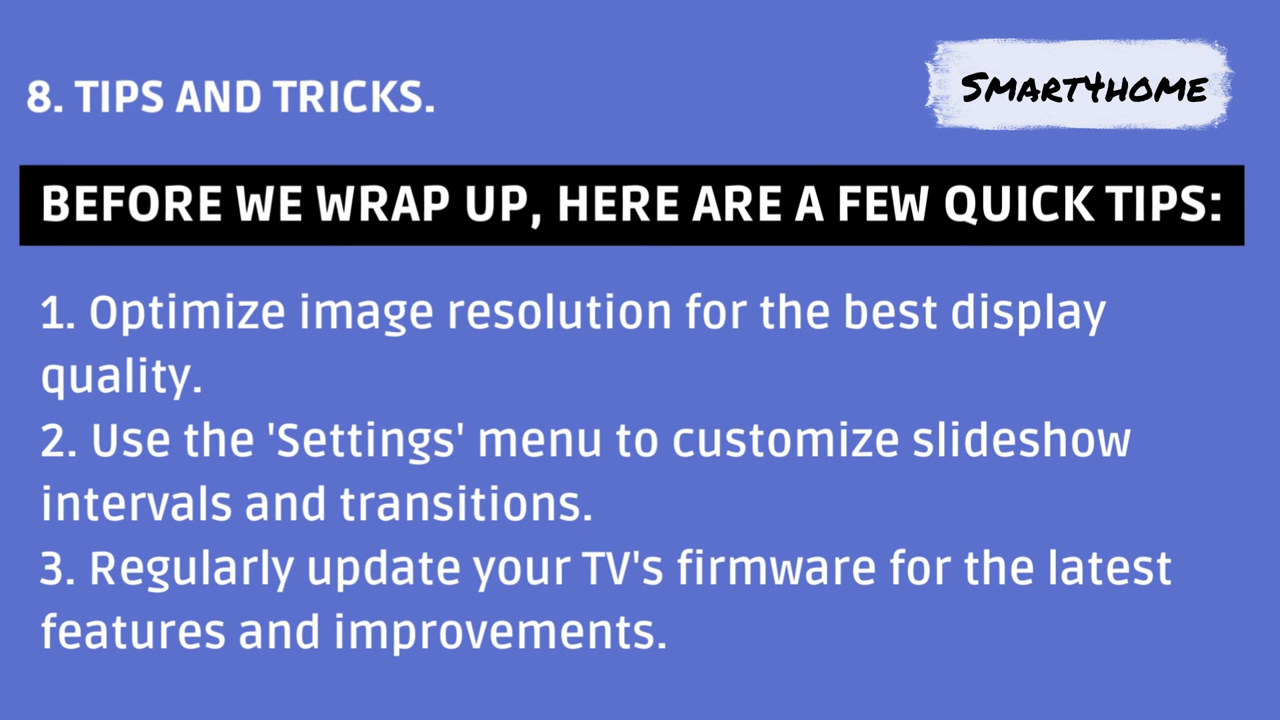 8. TIPS AND TRICKS.
Smart4home
BEFORE WE WRAP UP, HERE ARE A FEW QUICK TIPS:
1. Optimize image resolution for the best display
quality.
2. Use the 'Settings' menu to customize slideshow
intervals and transitions.
3. Regularly update your TV's firmware for the latest
features and improvements.